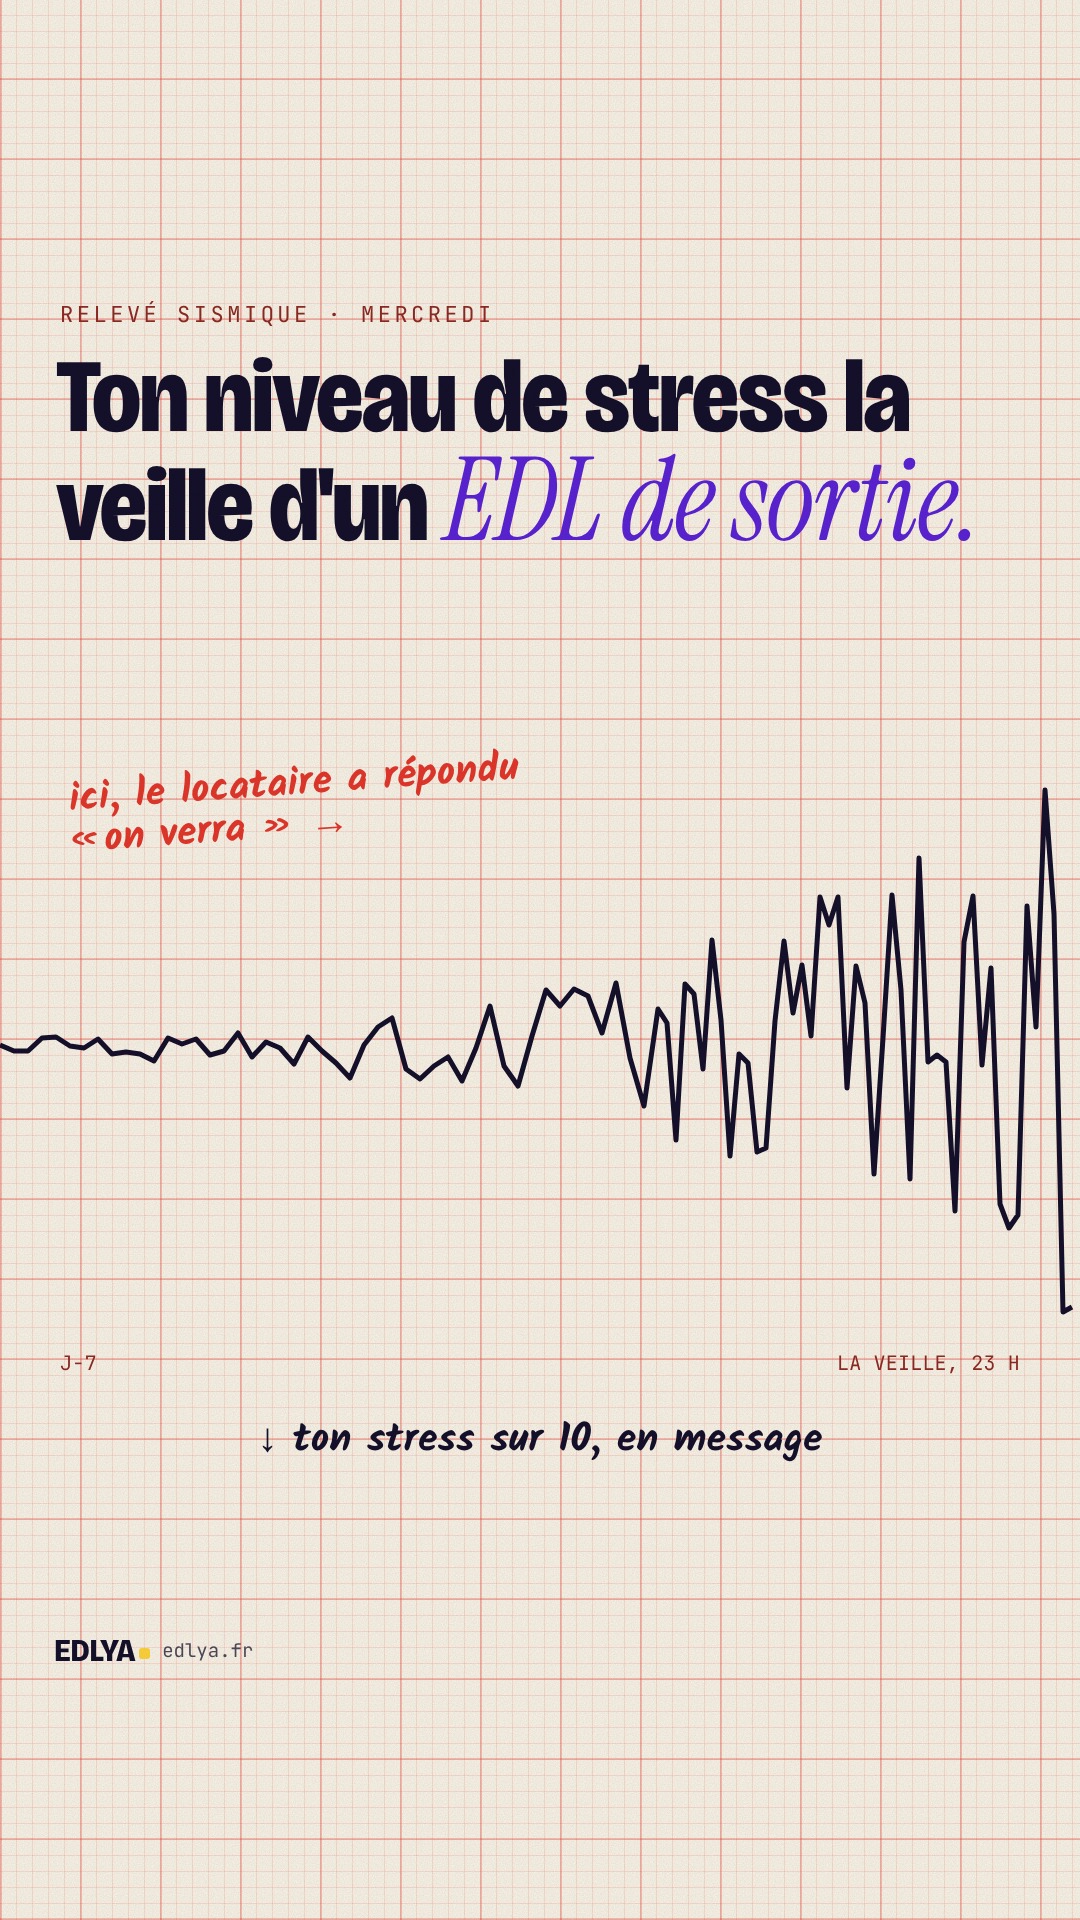 RELEVÉ SISMIQUE · MERCREDI
Ton niveau de stress la
veille d'un EDL de sortie.
ici, le locataire a répondu
« on verra » →
J-7
LA VEILLE, 23 H
↓ ton stress sur 10, en message
EDLYA. edlya.fr